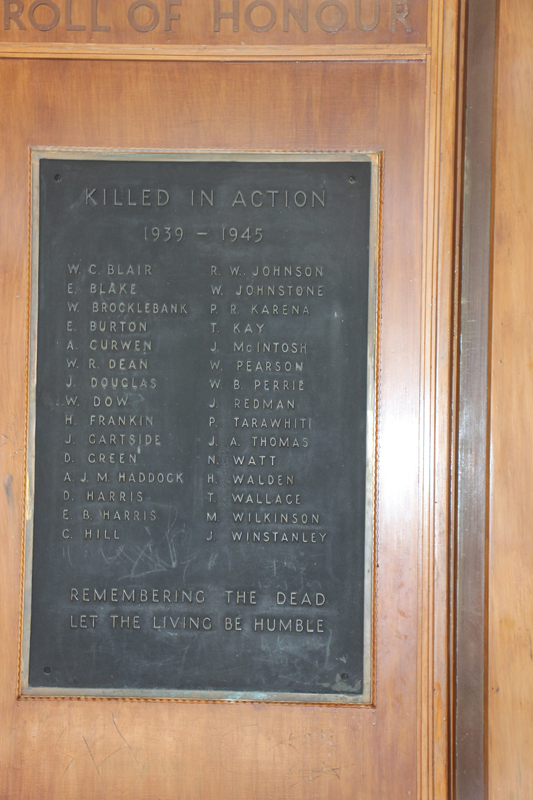 ROLL OF HONOUR
KILLED IN ACTION
1939 – 1945
W. C. BLAIR
E. BLAKE
W. BROCKLEBANK
E. BURTON
A. CURWEN
W. R. DEAN
J. DOUGLAS
W. DOW
H. FRANKIN
J. GARTSIDE
D. GREEN
A. J. M. HADDOCK
D. HARRIS
E. B. HARRIS
C. HILL
R. W. JOHNSON
W. JOHNSTONE
P. R. KARENA
T. KAY
J. McINTOSH
W. PEARSON
W. B. PERRIE
J. REDMAN
P. TARAWHITI
J. A. THOMAS
N. WATT
H. WALDEN
T. WALLACE
M. WILKINSON
J. WINSTANLEY
REMEMBERING THE DEAD
LET THE LIVING BE HUMBLE